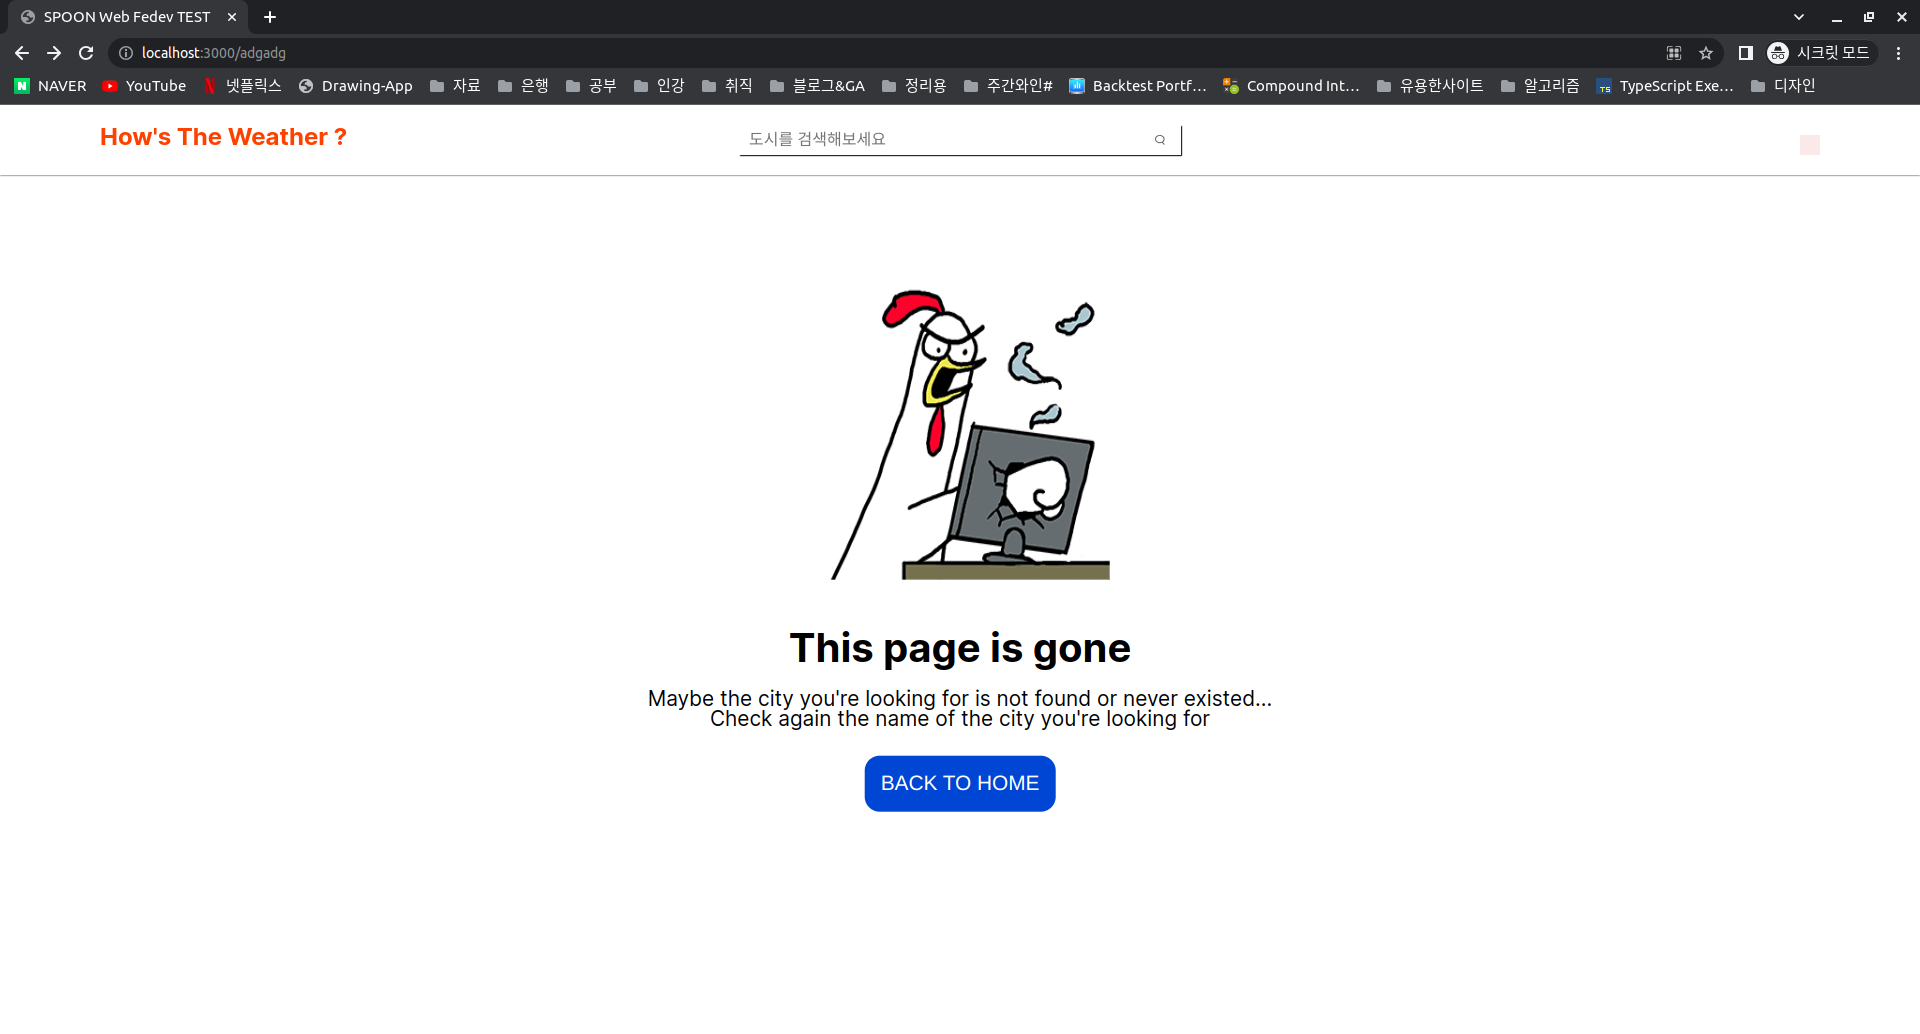 SPOON Web Fedev TEST
localhost:3000/adgadg
시크릿 모드
NAVER YouTube 넷플릭스 Drawing-App 자료 은행 공부 인강 취직 블로그&GA 정리용 주간와인# Backtest Portf... Compound Int... 유용한사이트 알고리즘 TS TypeScript Exe... 디자인
How's The Weather ?
도시를 검색해보세요
This page is gone
Maybe the city you're looking for is not found or never existed...
Check again the name of the city you're looking for
BACK TO HOME